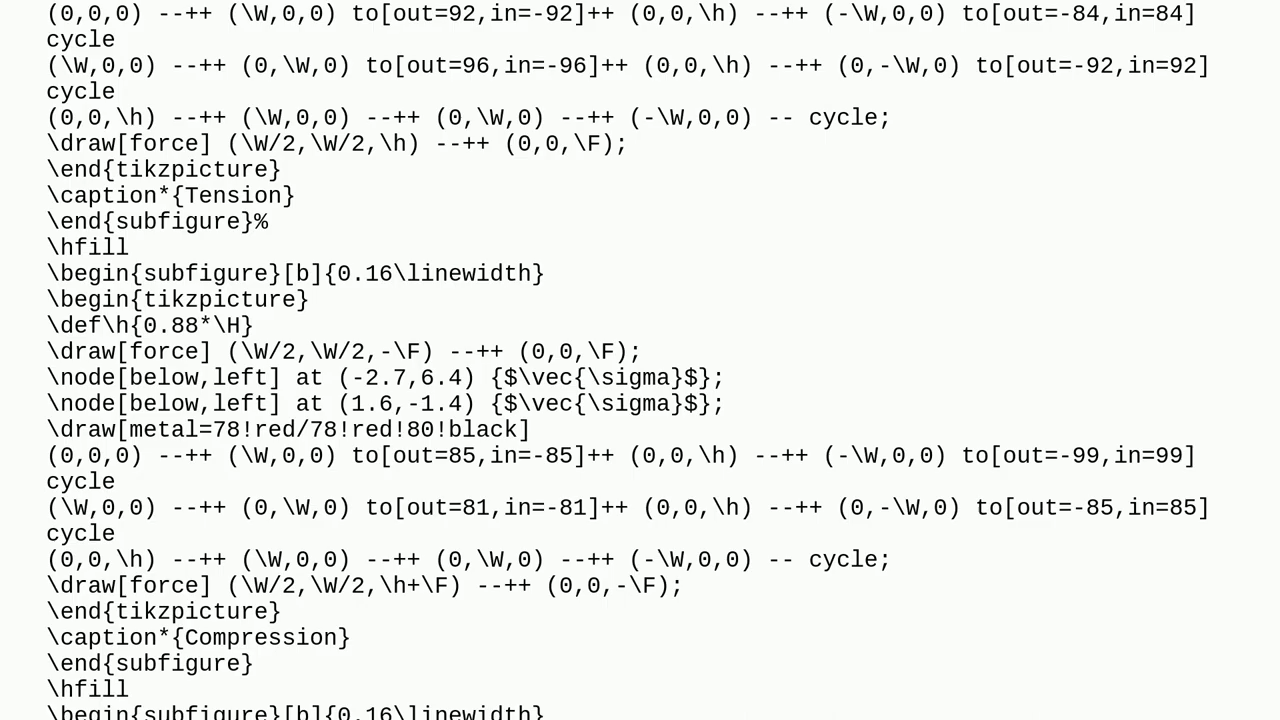 (0,0,0) --++ (\W,0,0) to[out=92,in=-92]++ (0,0,\h) --++ (-\W,0,0) to[out=-84,in=84]
cycle
(\W,0,0) --++ (0,\W,0) to[out=96,in=-96]++ (0,0,\h) --++ (0,-\W,0) to[out=-92,in=92]
cycle
(0,0,\h) --++ (\W,0,0) --++ (0,\W,0) --++ (-\W,0,0) -- cycle;
\draw[force] (\W/2,\W/2,\h) --++ (0,0,\F);
\end{tikzpicture}
\caption*{Tension}
\end{subfigure}%
\hfill
\begin{subfigure}[b]{0.16\linewidth}
\begin{tikzpicture}
\def\h{0.88*\H}
\draw[force] (\W/2,\W/2,-\F) --++ (0,0,\F);
\node[below,left] at (-2.7,6.4) {$\vec{\sigma}$};
\node[below,left] at (1.6,-1.4) {$\vec{\sigma}$};
\draw[metal=78!red/78!red!80!black]
(0,0,0) --++ (\W,0,0) to[out=85,in=-85]++ (0,0,\h) --++ (-\W,0,0) to[out=-99,in=99]
cycle
(\W,0,0) --++ (0,\W,0) to[out=81,in=-81]++ (0,0,\h) --++ (0,-\W,0) to[out=-85,in=85]
cycle
(0,0,\h) --++ (\W,0,0) --++ (0,\W,0) --++ (-\W,0,0) -- cycle;
\draw[force] (\W/2,\W/2,\h+\F) --++ (0,0,-\F);
\end{tikzpicture}
\caption*{Compression}
\end{subfigure}
\hfill
\begin{subfigure}[b]{0.16\linewidth}